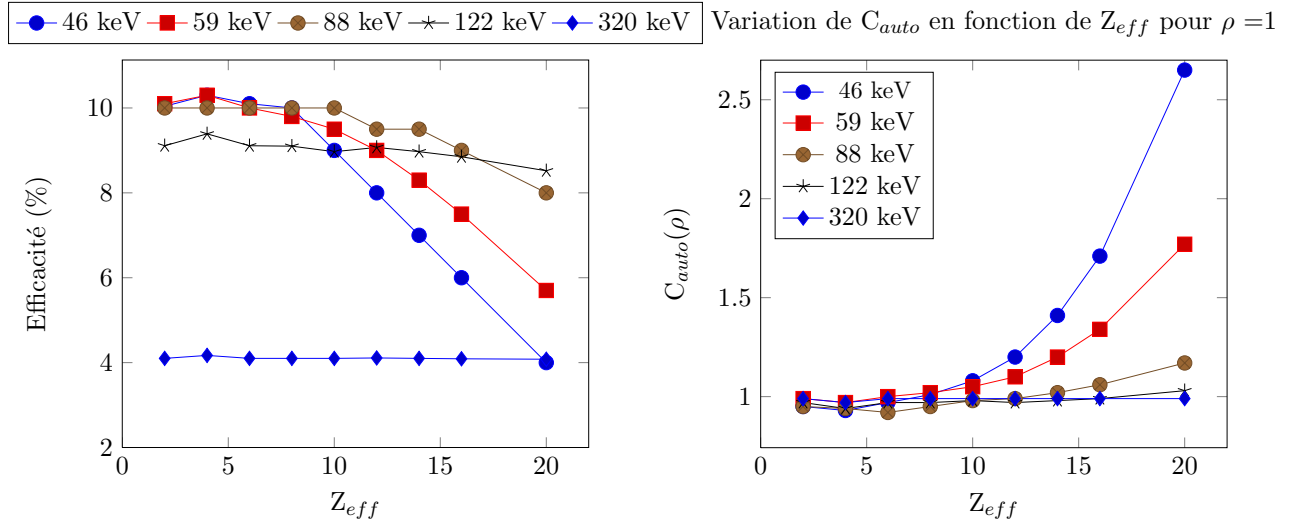 46 keV 59 keV 88 keV 122 keV 320 keV
Efficacité (%)
10
8
6
4
2
0 5 10 15 20
Z_eff
Variation de C_auto en fonction de Z_eff pour ρ =1
46 keV
59 keV
88 keV
122 keV
320 keV
C_auto(ρ)
2.5
2
1.5
1
0 5 10 15 20
Z_eff